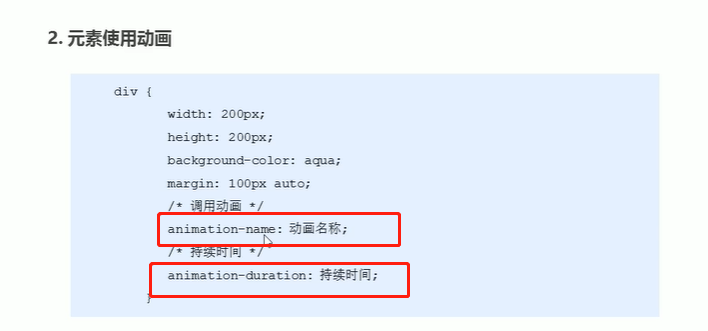 2. 元素使用动画
div {
width: 200px;
height: 200px;
background-color: aqua;
margin: 100px auto;
/* 调用动画 */
animation-name: 动画名称;
/* 持续时间 */
animation-duration: 持续时间;
}